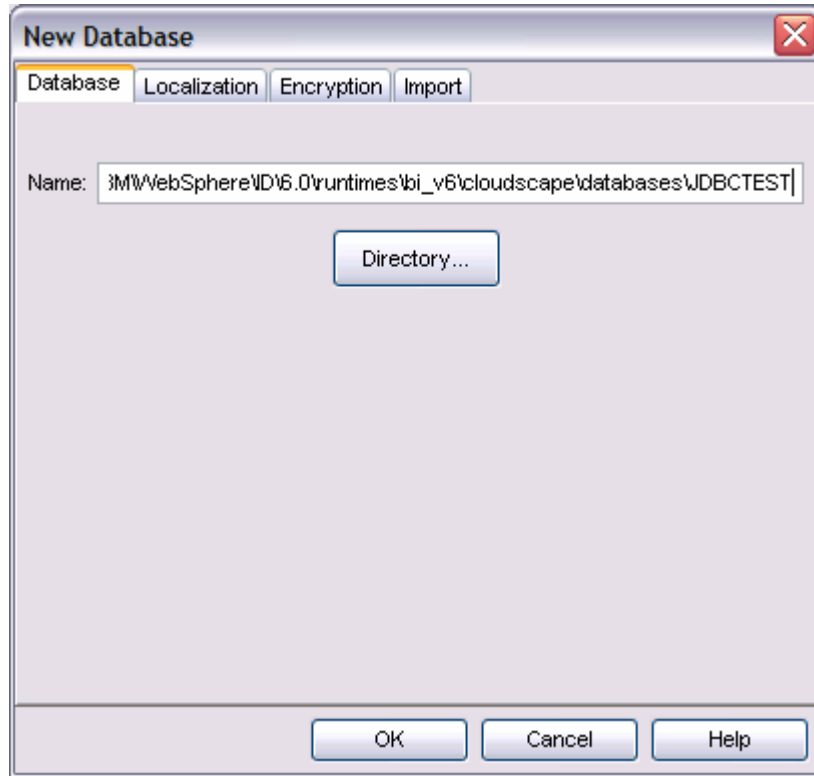 New Database
Database Localization Encryption Import
Name: BM\WebSphere\ID\6.0\runtimes\bi_v6\cloudscape\databases\JDBCTEST
Directory...
OK Cancel Help